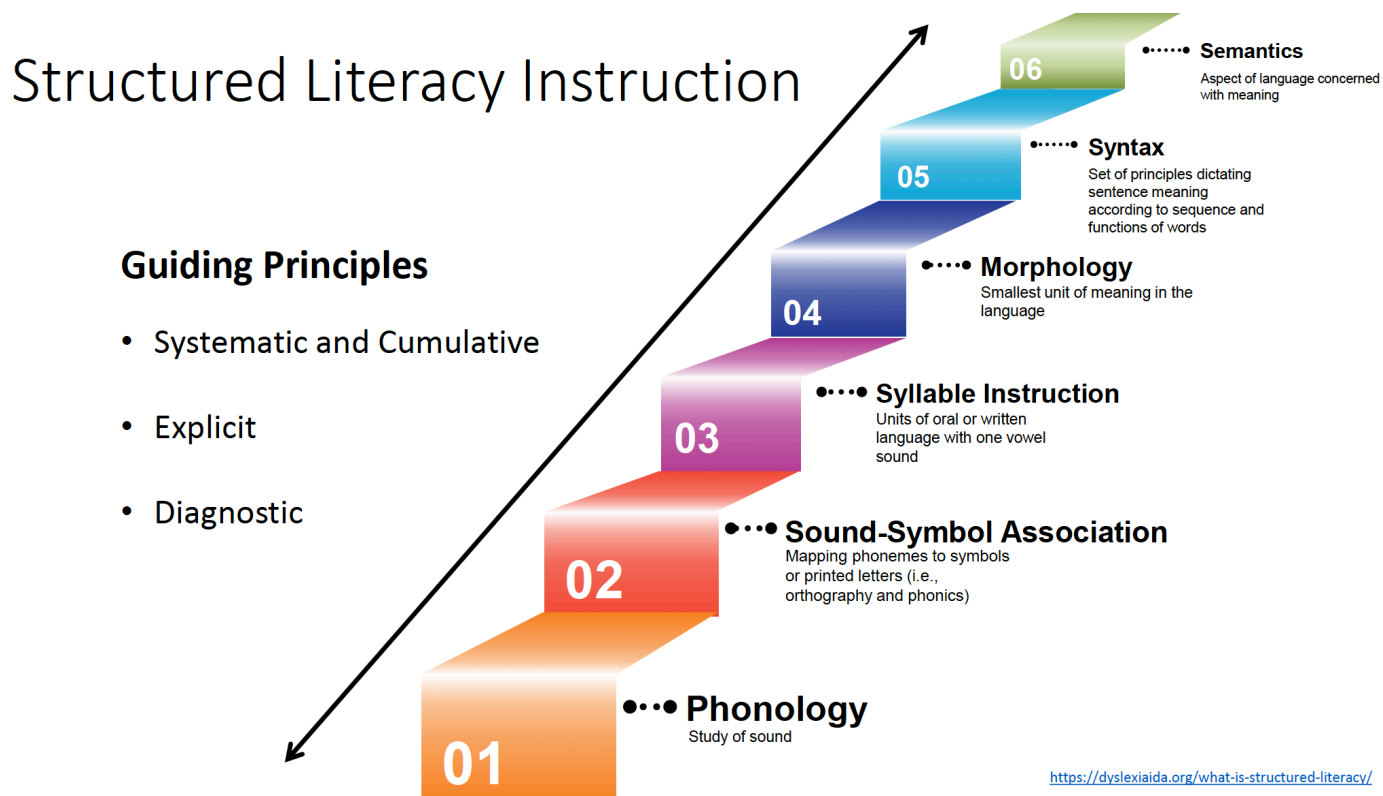 Structured Literacy Instruction
Guiding Principles
• Systematic and Cumulative
• Explicit
• Diagnostic
06
Semantics
Aspect of language concerned
with meaning
05
Syntax
Set of principles dictating
sentence meaning
according to sequence and
functions of words
04
Morphology
Smallest unit of meaning in the
language
03
Syllable Instruction
Units of oral or written
language with one vowel
sound
02
Sound-Symbol Association
Mapping phonemes to symbols
or printed letters (i.e.,
orthography and phonics)
01
Phonology
Study of sound
https://dyslexiaida.org/what-is-structured-literacy/